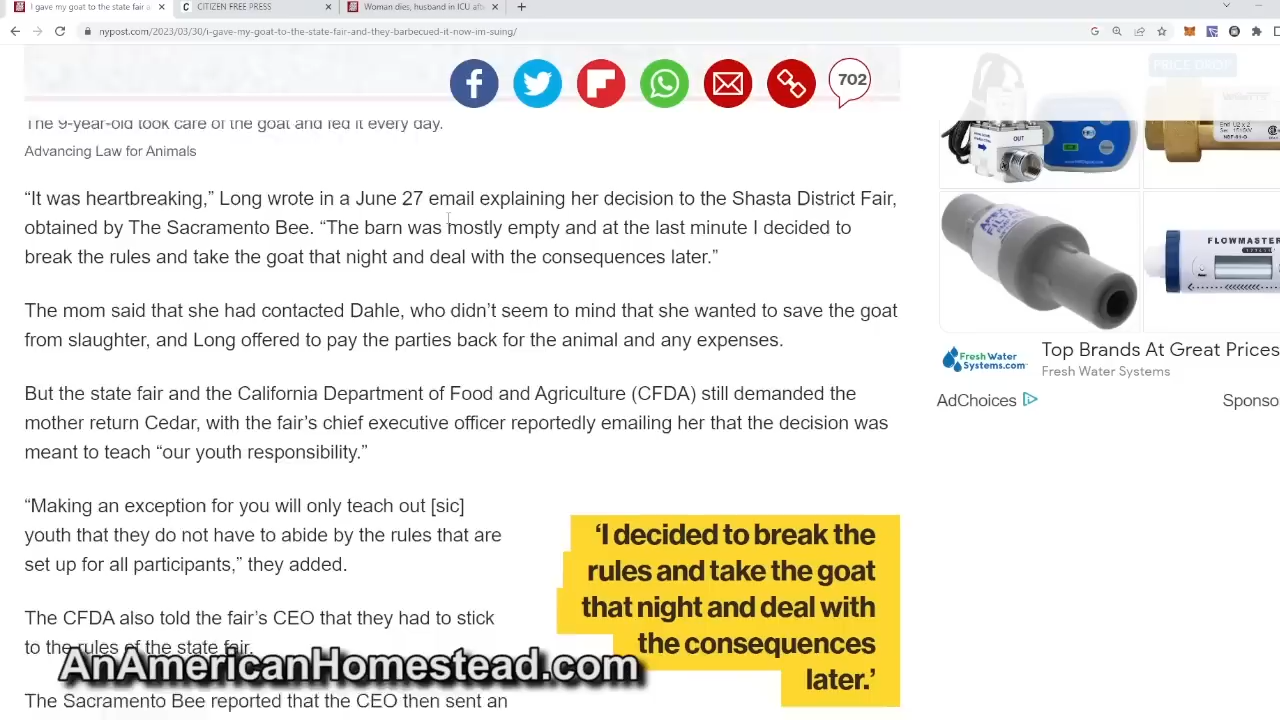 I gave my goat to the state fair a
CITIZEN FREE PRESS
Woman dies, husband in ICU afte
nypost.com/2023/03/30/i-gave-my-goat-to-the-state-fair-and-they-barbecued-it-now-im-suing/
702
PRICE DROP
The 9-year-old took care of the goat and fed it every day.
Advancing Law for Animals
“It was heartbreaking,” Long wrote in a June 27 email explaining her decision to the Shasta District Fair,
obtained by The Sacramento Bee. “The barn was mostly empty and at the last minute I decided to
break the rules and take the goat that night and deal with the consequences later.”
The mom said that she had contacted Dahle, who didn’t seem to mind that she wanted to save the goat
from slaughter, and Long offered to pay the parties back for the animal and any expenses.
But the state fair and the California Department of Food and Agriculture (CFDA) still demanded the
mother return Cedar, with the fair’s chief executive officer reportedly emailing her that the decision was
meant to teach “our youth responsibility.”
“Making an exception for you will only teach out [sic]
youth that they do not have to abide by the rules that are
set up for all participants,” they added.
The CFDA also told the fair’s CEO that they had to stick
to the rules of the state fair.
The Sacramento Bee reported that the CEO then sent an
‘I decided to break the
rules and take the goat
that night and deal with
the consequences
later.’
OUT
FLOWMASTER
FreshWater
Systems.com
Top Brands At Great Prices
Fresh Water Systems
AdChoices
Sponso
AnAmericanHomestead.com